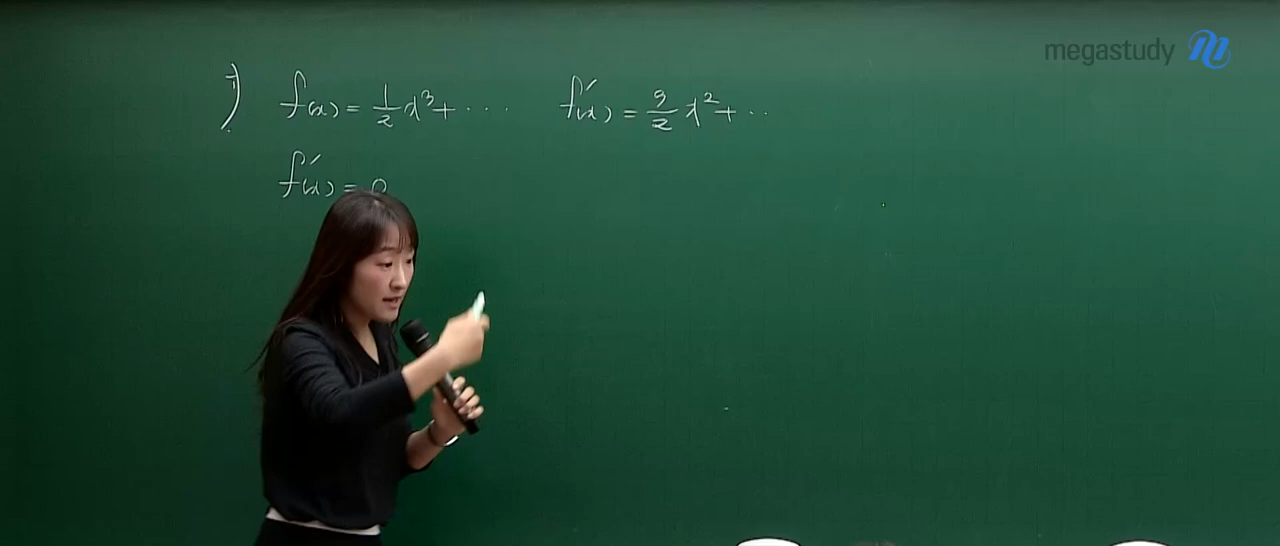 megastudy
i) f(x) = 1/2 x³ + ··· f′(x) = 3/2 x² + ··
f′(x) = 0